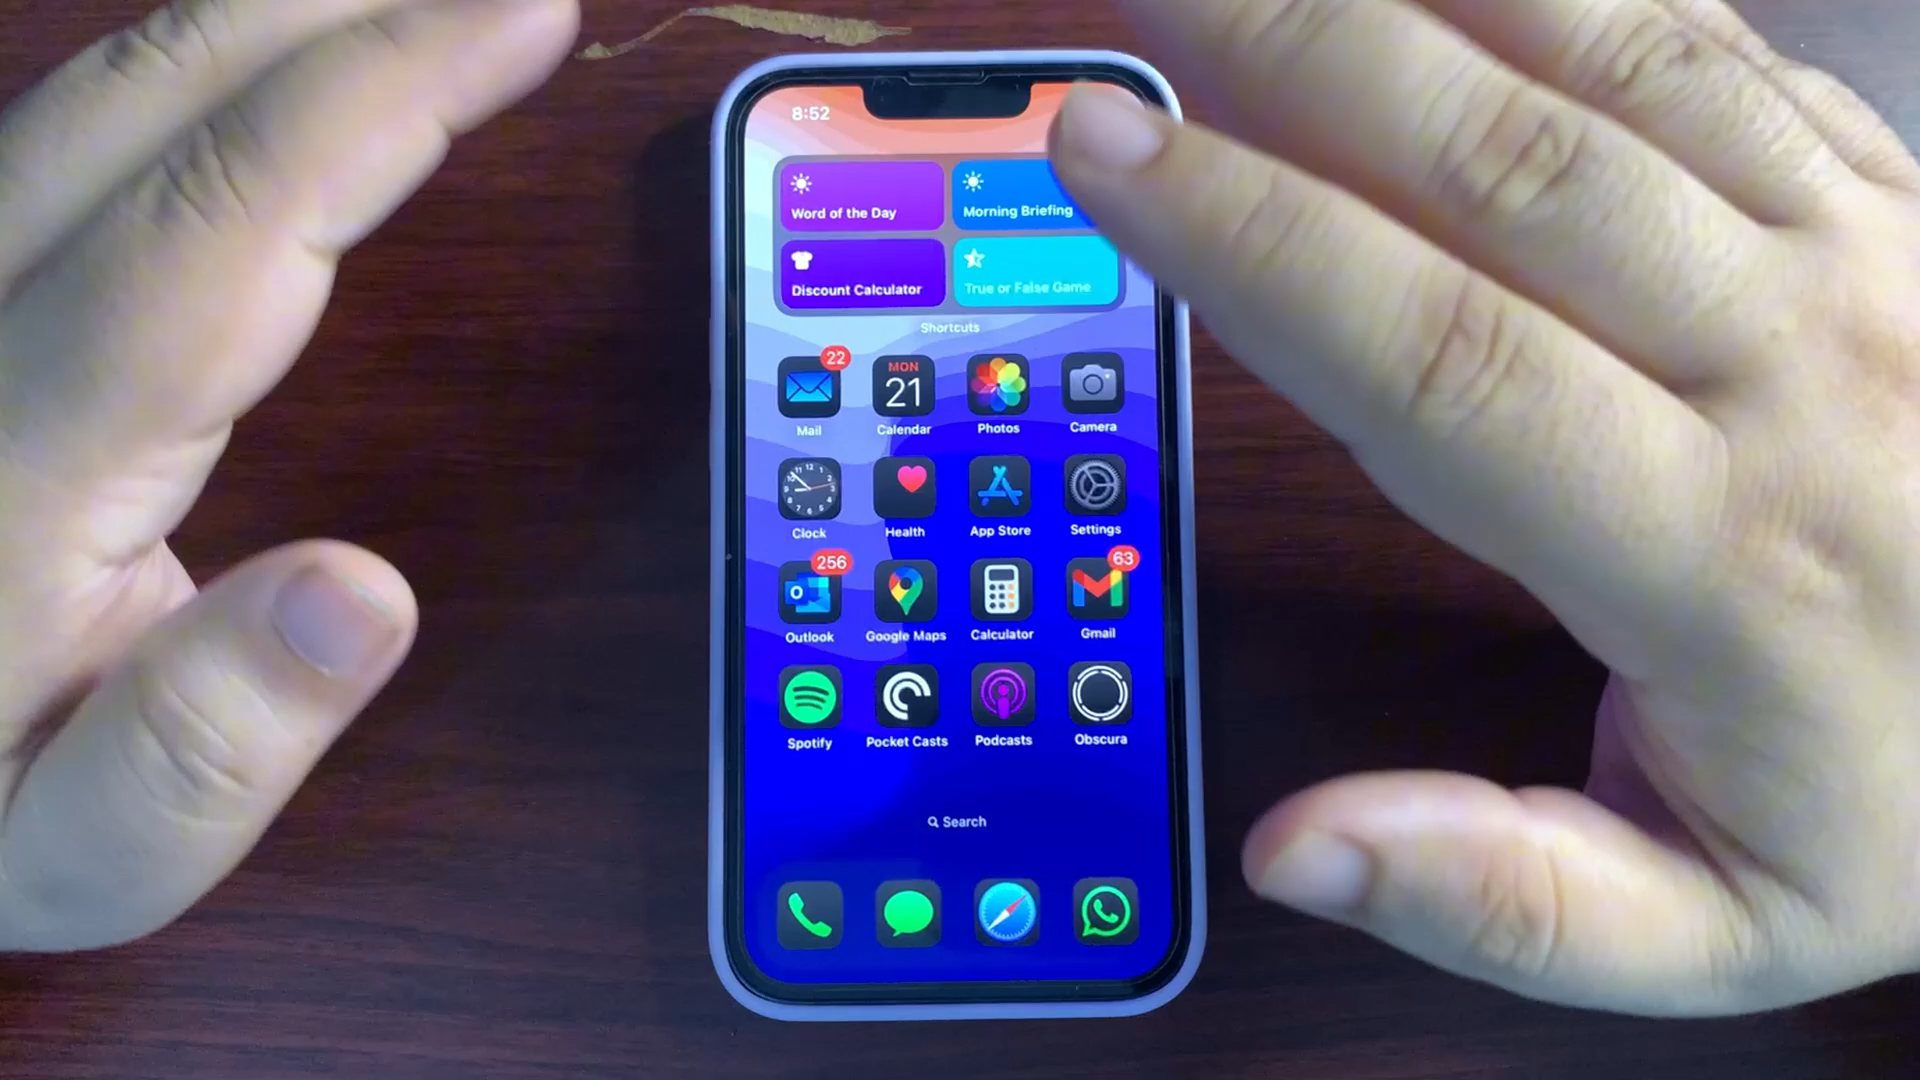 8:52
Word of the Day
Morning Briefing
Discount Calculator
True or False Game
Shortcuts
22
MON
21
Mail
Calendar
Photos
Camera
Clock
Health
App Store
Settings
256
63
Outlook
Google Maps
Calculator
Gmail
Spotify
Pocket Casts
Podcasts
Obscura
Search